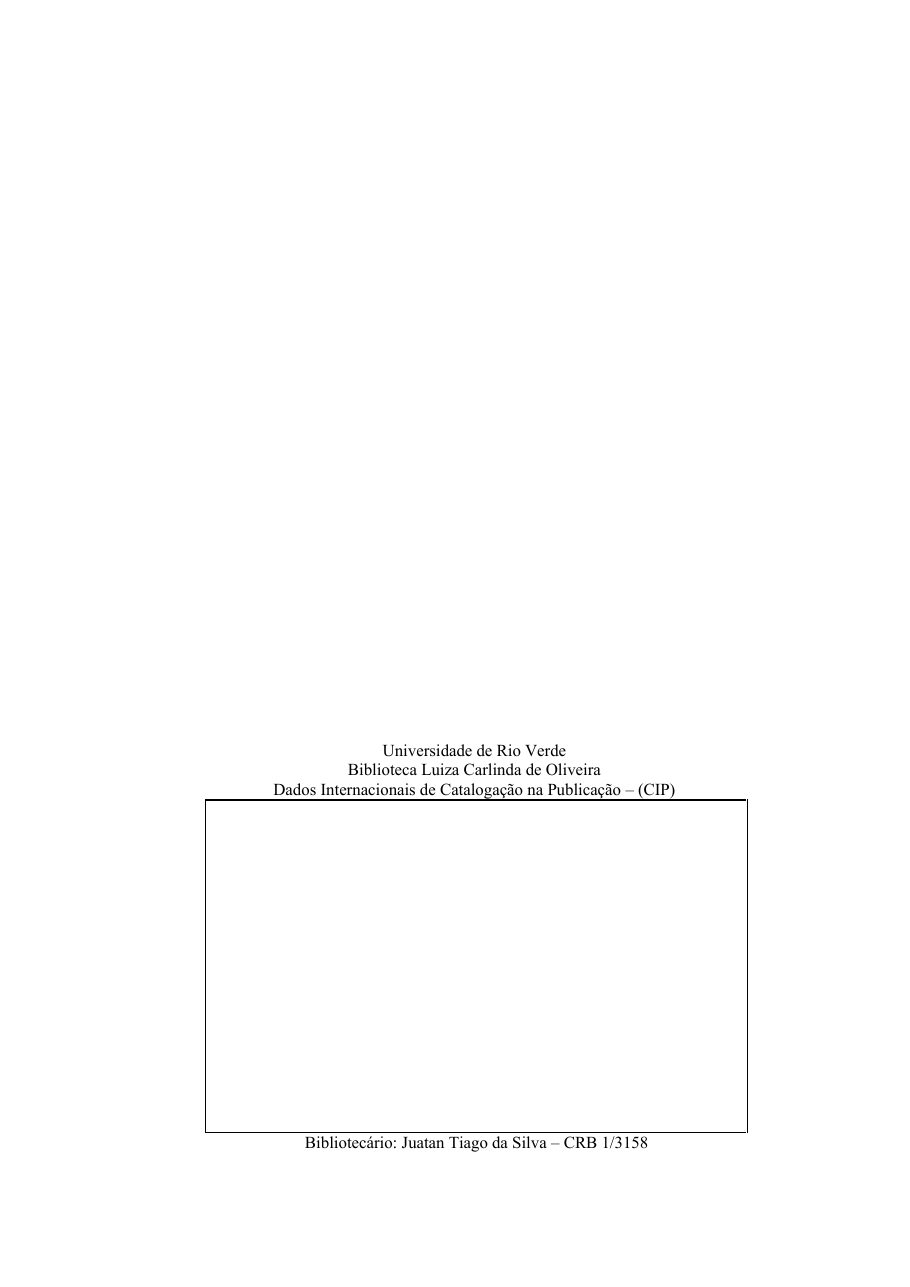 Universidade de Rio Verde
Biblioteca Luiza Carlinda de Oliveira
Dados Internacionais de Catalogação na Publicação – (CIP)
Bibliotecário: Juatan Tiago da Silva – CRB 1/3158